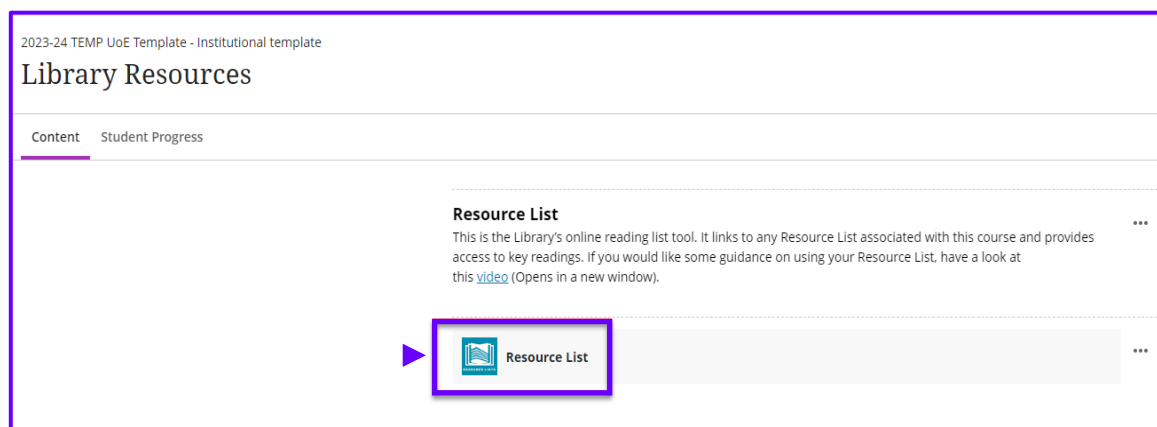 2023-24 TEMP UoE Template - Institutional template
Library Resources
Content Student Progress
Resource List
This is the Library's online reading list tool. It links to any Resource List associated with this course and provides
access to key readings. If you would like some guidance on using your Resource List, have a look at
this video (Opens in a new window).
RESOURCE LISTS
Resource List